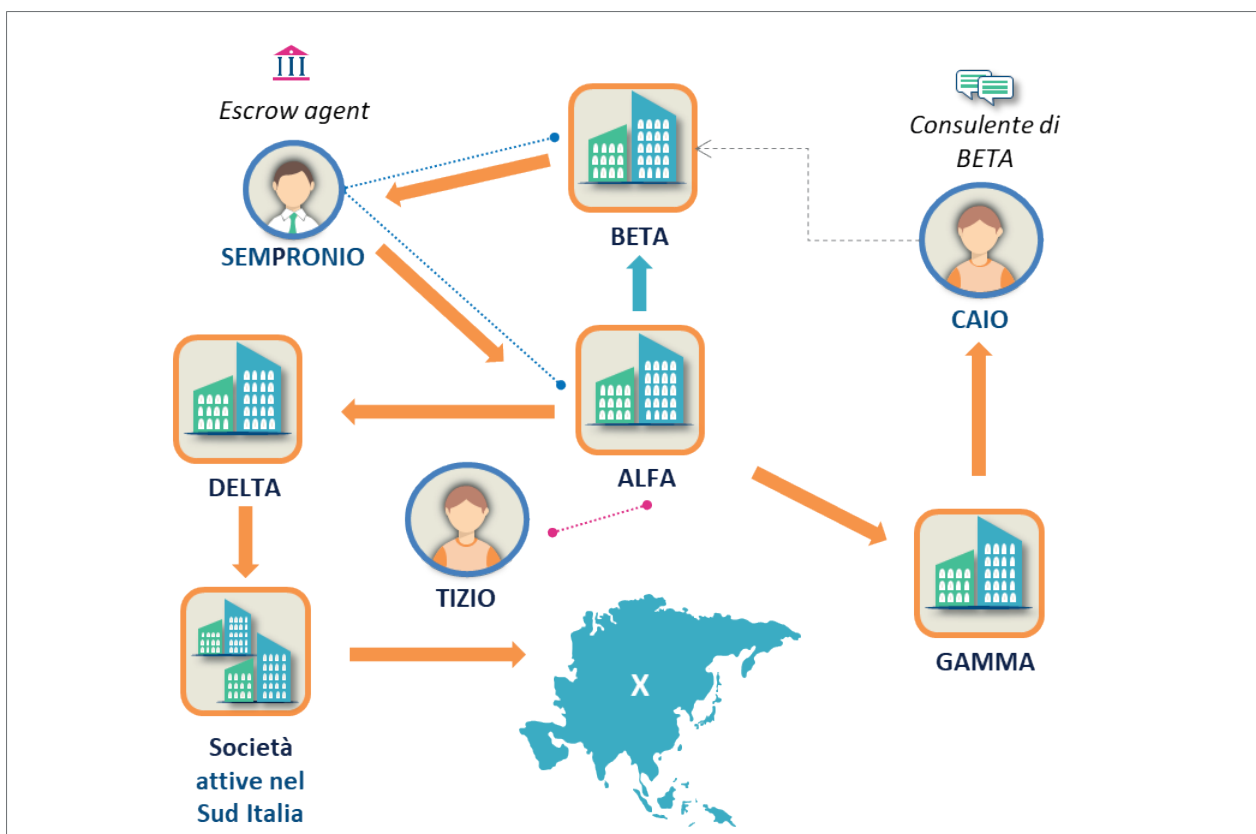 Escrow agent
Consulente di
BETA
SEMPRONIO
BETA
CAIO
DELTA
ALFA
TIZIO
GAMMA
X
Società
attive nel
Sud Italia